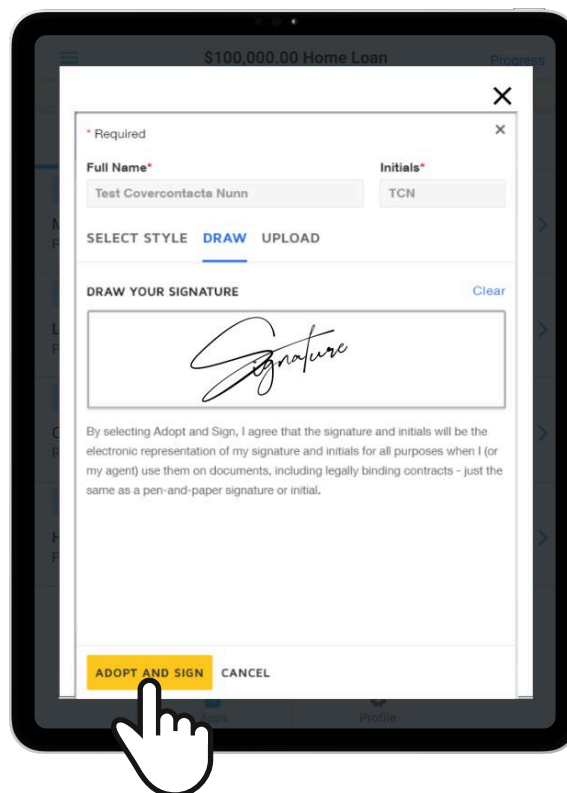 $100,000.00 Home Loan
Progress
* Required
Full Name*
Initials*
Test Covercontacta Nunn
TCN
SELECT STYLE DRAW UPLOAD
DRAW YOUR SIGNATURE
Clear
Signature
By selecting Adopt and Sign, I agree that the signature and initials will be the
electronic representation of my signature and initials for all purposes when I (or
my agent) use them on documents, including legally binding contracts - just the
same as a pen-and-paper signature or initial.
ADOPT AND SIGN CANCEL
Apps
Profile